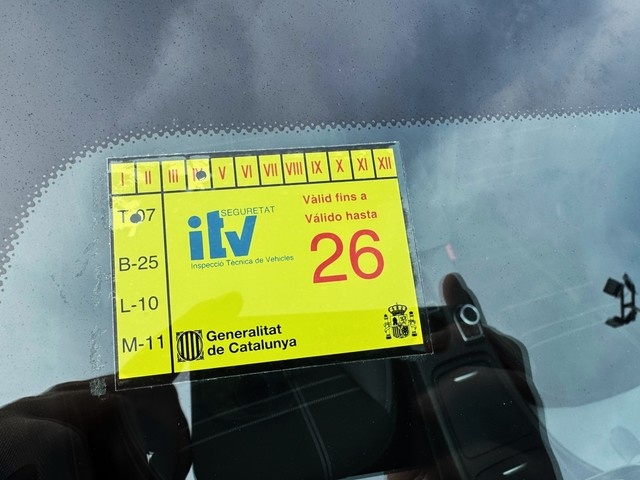 I II III IV V VI VII VIII IX X XI XII
T-07
B-25
L-10
M-11
SEGURETAT
itv
Inspecció Tècnica de Vehicles
Vàlid fins a
Válido hasta
26
Generalitat
de Catalunya